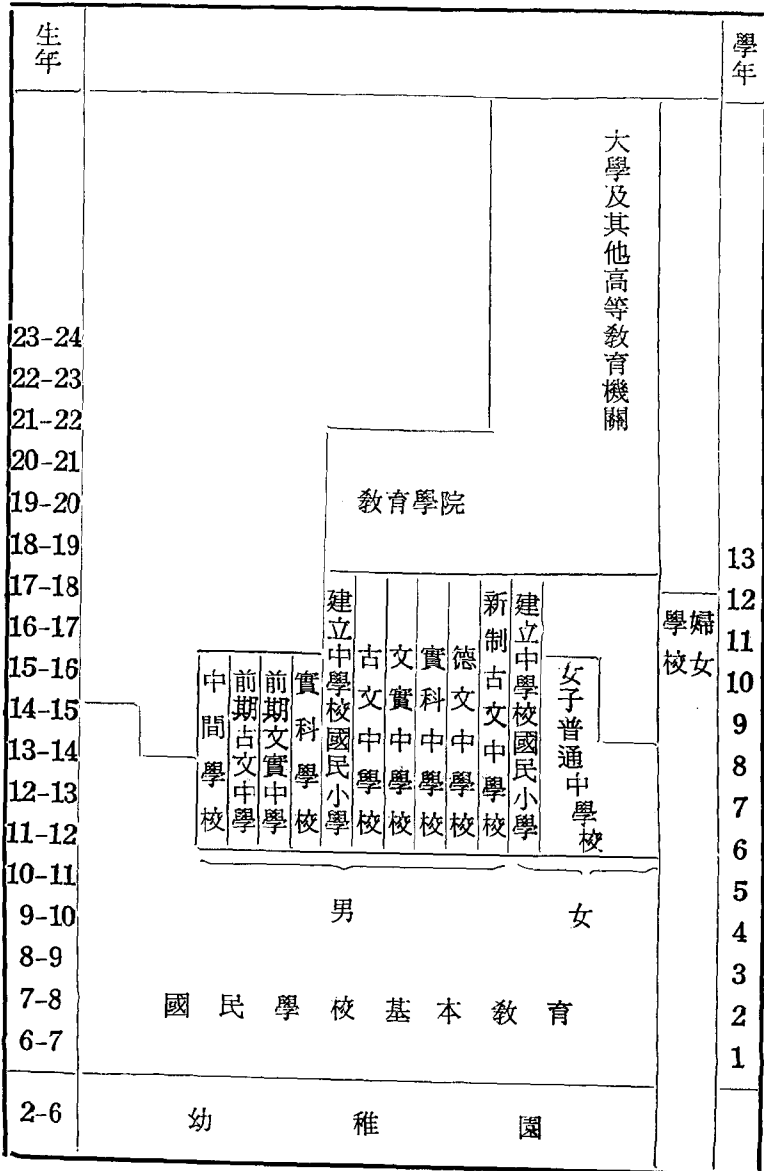 生年
學年
大學及其他高等敎育機關
23-24
22-23
21-22
20-21
19-20
敎育學院
18-19
13
17-18
12
16-17
11
15-16
10
14-15
9
13-14
8
12-13
7
11-12
6
10-11
5
9-10
4
8-9
3
7-8
2
6-7
1
2-6
婦女學校
中間學校
前期古文中學
前期文實中學
實科學校
建立中學校國民小學
古文中學校
文實中學校
實科中學校
德文中學校
新制古文中學校
建立中學校國民小學
女子普通中學校
男
女
國民學校基本敎育
幼稚園